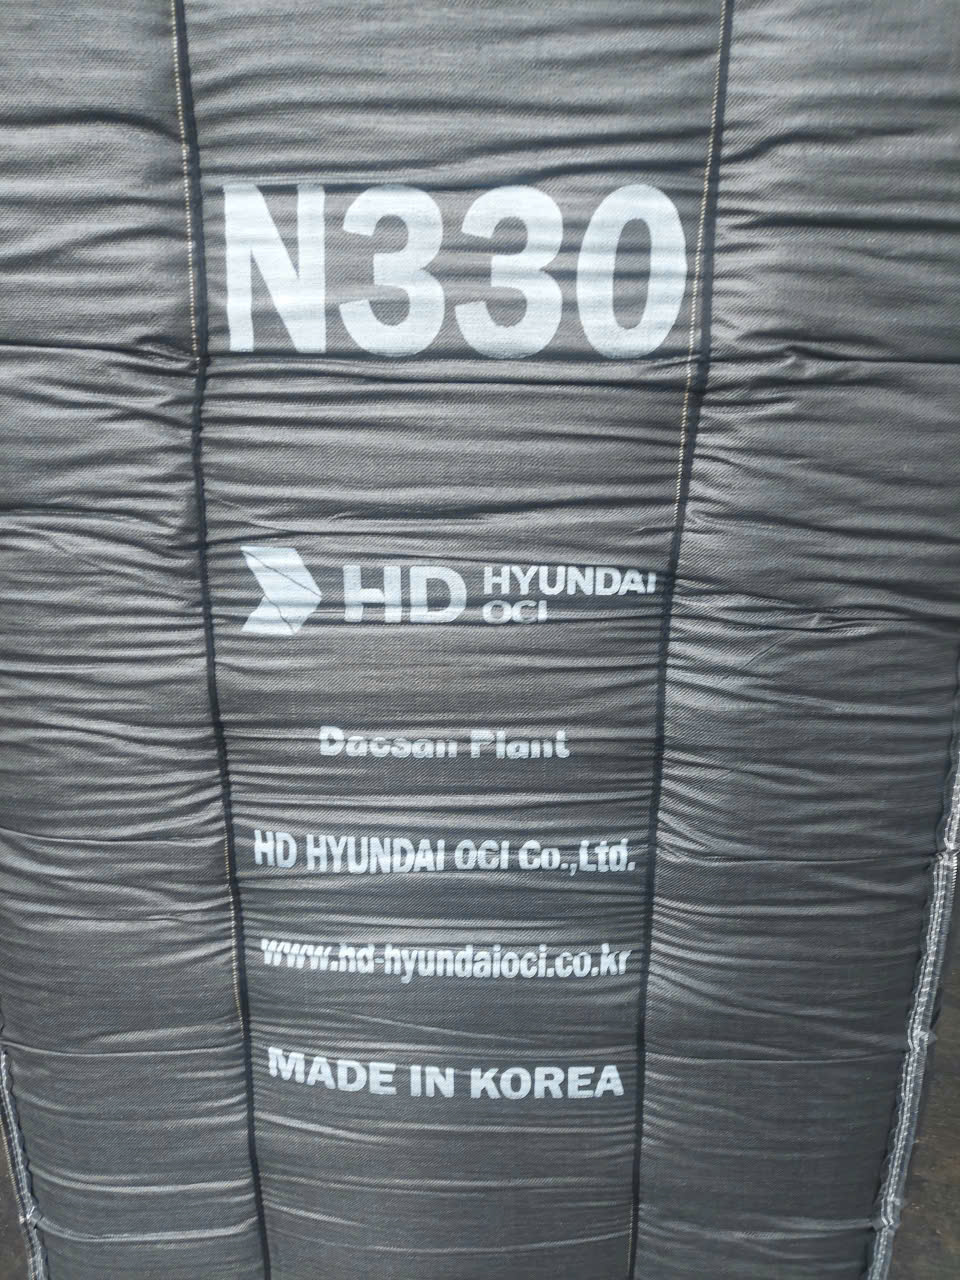 N330
HD HYUNDAI
OCI
Daesan Plant
HD HYUNDAI OCI Co.,Ltd.
www.hd-hyundaioci.co.kr
MADE IN KOREA